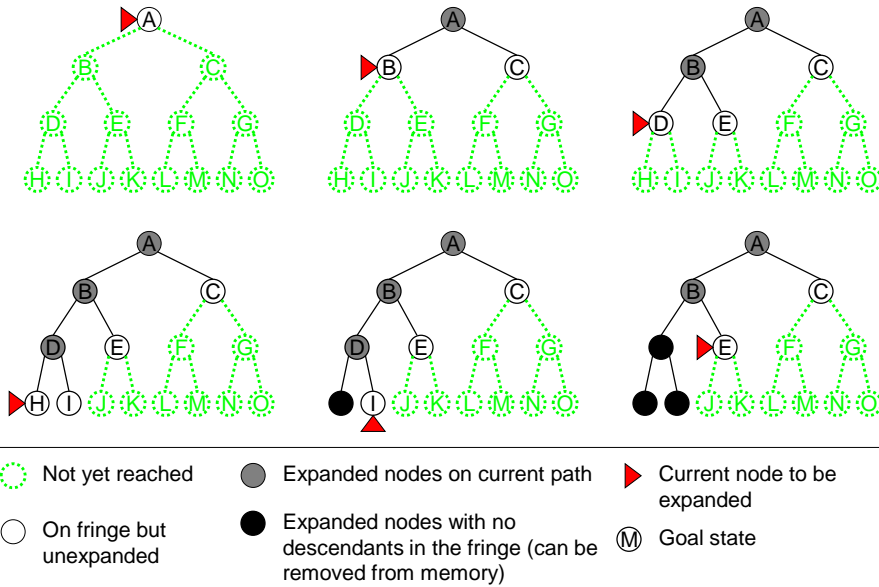 A A A
B C B C B C
D E F G D E F G D E F G
H I J K L M N O H I J K L M N O H I J K L M N O
A A A
B C B C B C
D E F G D E F G E F G
H I J K L M N O I J K L M N O J K L M N O
Not yet reached
On fringe but
unexpanded
Expanded nodes on current path
Expanded nodes with no
descendants in the fringe (can be
removed from memory)
Current node to be
expanded
M Goal state